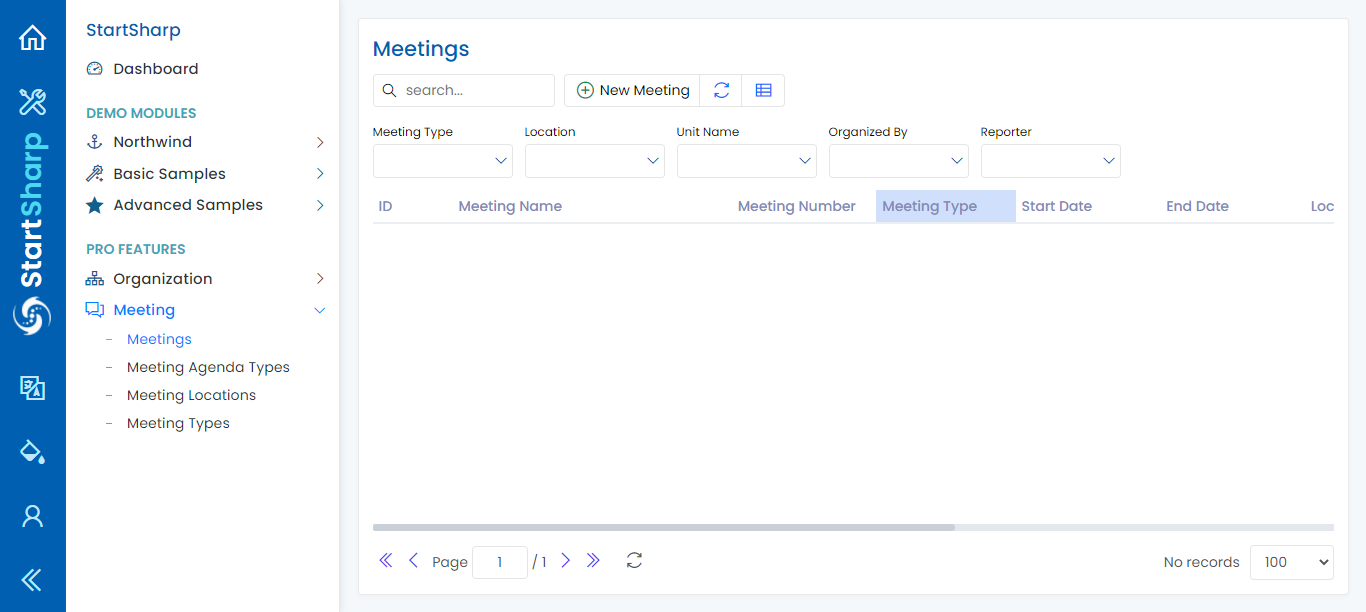 StartSharp
StartSharp
Dashboard
DEMO MODULES
Northwind
Basic Samples
Advanced Samples
PRO FEATURES
Organization
Meeting
Meetings
Meeting Agenda Types
Meeting Locations
Meeting Types
Meetings
search...
New Meeting
Meeting Type Location Unit Name Organized By Reporter
ID Meeting Name Meeting Number Meeting Type Start Date End Date Loc
Page 1 / 1 No records 100